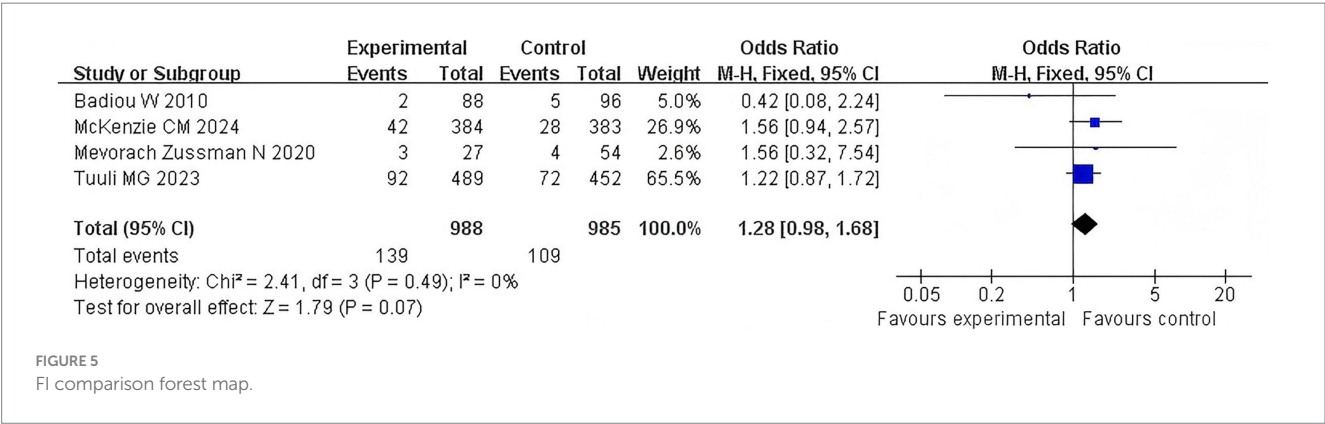 Experimental Control Odds Ratio Odds Ratio
Study or Subgroup Events Total Events Total Weight M-H, Fixed, 95% CI M-H, Fixed, 95% CI
Badiou W 2010 2 88 5 96 5.0% 0.42 [0.08, 2.24]
McKenzie CM 2024 42 384 28 383 26.9% 1.56 [0.94, 2.57]
Mevorach Zussman N 2020 3 27 4 54 2.6% 1.56 [0.32, 7.54]
Tuuli MG 2023 92 489 72 452 65.5% 1.22 [0.87, 1.72]
Total (95% CI) 988 985 100.0% 1.28 [0.98, 1.68]
Total events 139 109
Heterogeneity: Chi² = 2.41, df = 3 (P = 0.49); I² = 0%
Test for overall effect: Z = 1.79 (P = 0.07)
0.05 0.2 1 5 20
Favours experimental Favours control
FIGURE 5
FI comparison forest map.